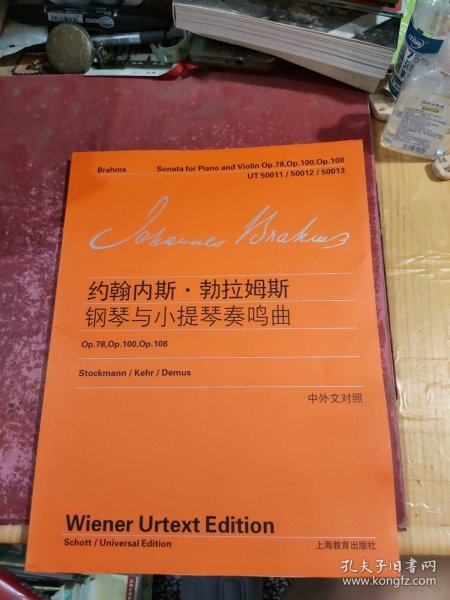 Brahms
Sonata for Piano and Violin Op.78,Op.100,Op.108
UT 50011 / 50012 / 50013
Johannes Brahms
约翰内斯·勃拉姆斯
钢琴与小提琴奏鸣曲
Op.78,Op.100,Op.108
Stockmann / Kehr / Demus
中外文对照
Wiener Urtext Edition
Schott / Universal Edition
上海教育出版社
孔夫子旧书网
www.kongfz.com